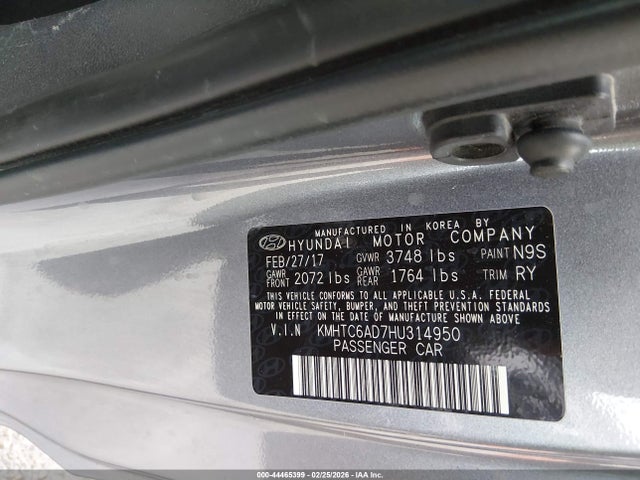 MANUFACTURED IN KOREA BY
HYUNDAI MOTOR COMPANY
FEB/27/17 GVWR 3748 lbs PAINT N9S
GAWR FRONT 2072 lbs GAWR REAR 1764 lbs TRIM RY
THIS VEHICLE CONFORMS TO ALL APPLICABLE U.S.A. FEDERAL
MOTOR VEHICLE SAFETY, BUMPER, AND THEFT PREVENTION
STANDARDS IN EFFECT ON THE DATE OF MANUFACTURE SHOWN ABOVE.
V.I.N KMHTC6AD7HU314950
PASSENGER CAR
000-44465399 - 02/25/2026 - IAA Inc.